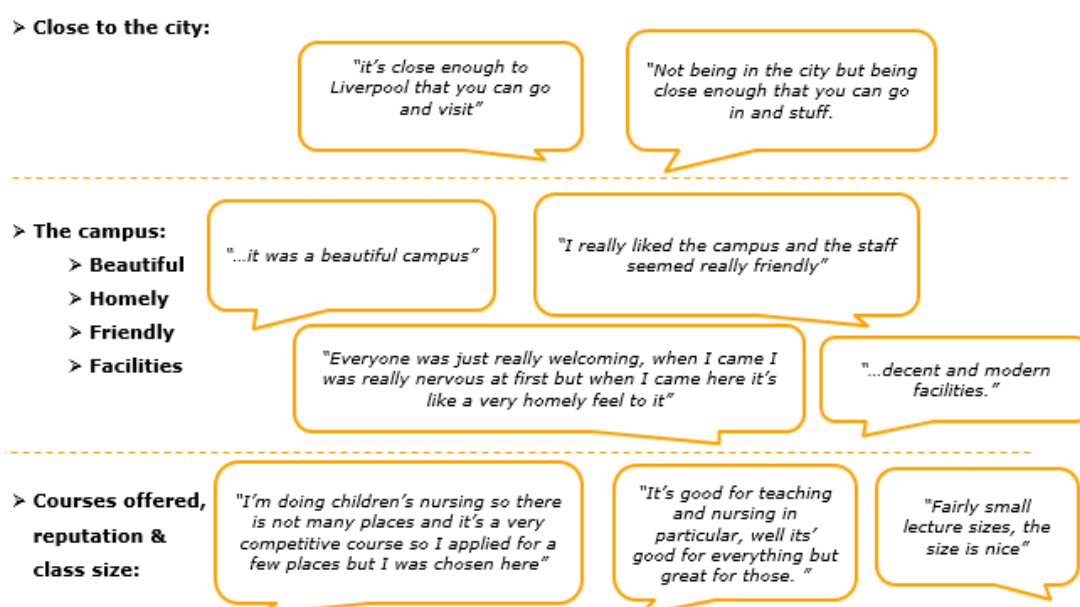 ➢ Close to the city:
"it's close enough to
Liverpool that you can go
and visit"
"Not being in the city but being
close enough that you can go
in and stuff.
➢ The campus:
➢ Beautiful
➢ Homely
➢ Friendly
➢ Facilities
"…it was a beautiful campus"
"I really liked the campus and the staff
seemed really friendly"
"Everyone was just really welcoming, when I came I
was really nervous at first but when I came here it's
like a very homely feel to it"
"…decent and modern
facilities."
➢ Courses offered,
reputation &
class size:
"I'm doing children's nursing so there
is not many places and it's a very
competitive course so I applied for a
few places but I was chosen here"
"It's good for teaching
and nursing in
particular, well its'
good for everything but
great for those. "
"Fairly small
lecture sizes, the
size is nice"